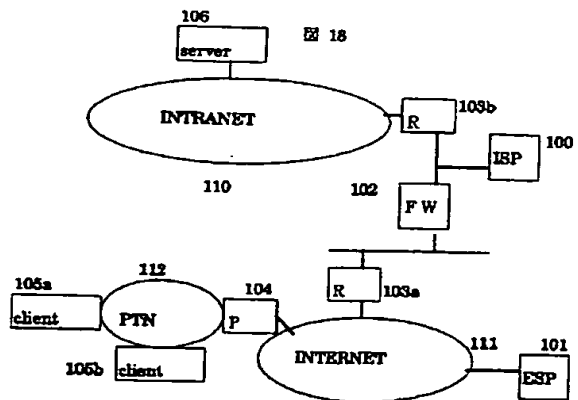 106
図 18
server
103b
INTRANET
R
100
ISP
110
102
FW
112
104
R
103a
105a
client
PTN
P
INTERNET
111
101
ESP
105b
client